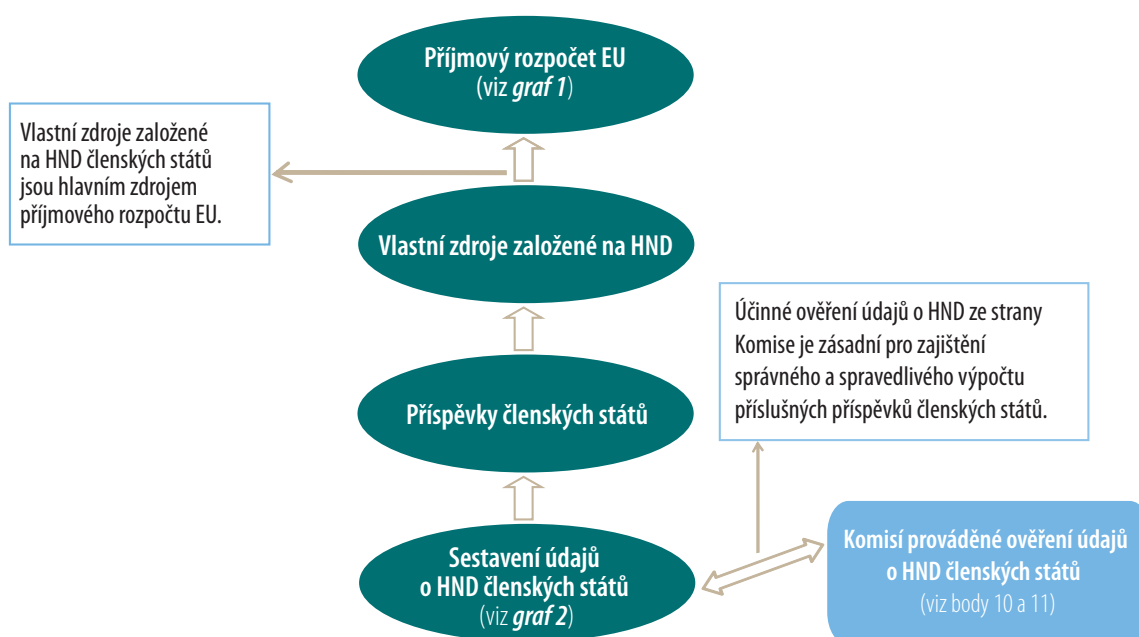 Příjmový rozpočet EU
(viz graf 1)
Vlastní zdroje založené
na HND členských států
jsou hlavním zdrojem
příjmového rozpočtu EU.
Vlastní zdroje založené na HND
Účinné ověření údajů o HND ze strany
Komise je zásadní pro zajištění
správného a spravedlivého výpočtu
příslušných příspěvků členských států.
Příspěvky členských států
Sestavení údajů
o HND členských států
(viz graf 2)
Komisí prováděné ověření údajů
o HND členských států
(viz body 10 a 11)